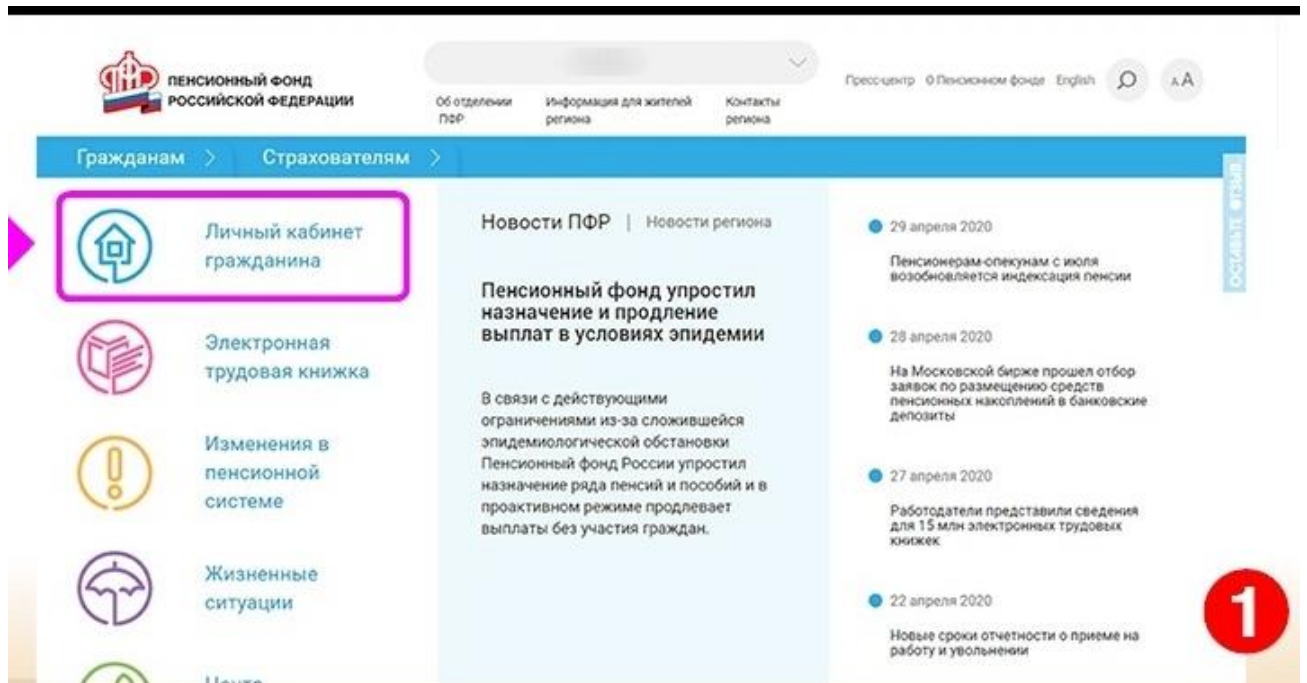 ПЕНСИОННЫЙ ФОНД
РОССИЙСКОЙ ФЕДЕРАЦИИ
Об отделении
ПФР
Информация для жителей
региона
Контакты
региона
Пресс-центр О Пенсионном фонде English
AA
Гражданам > Страхователям >
Личный кабинет
гражданина
Электронная
трудовая книжка
Изменения в
пенсионной
системе
Жизненные
ситуации
Новости ПФР | Новости региона
Пенсионный фонд упростил
назначение и продление
выплат в условиях эпидемии
В связи с действующими
ограничениями из-за сложившейся
эпидемиологической обстановки
Пенсионный фонд России упростил
назначение ряда пенсий и пособий и в
проактивном режиме продлевает
выплаты без участия граждан.
29 апреля 2020
Пенсионерам-опекунам с июля
возобновляется индексация пенсии
28 апреля 2020
На Московской бирже прошел отбор
заявок по размещению средств
пенсионных накоплений в банковские
депозиты
27 апреля 2020
Работодатели представили сведения
для 15 млн электронных трудовых
книжек
22 апреля 2020
Новые сроки отчетности о приеме на
работу и увольнении
ОСТАВЬТЕ ОТЗЫВ
1